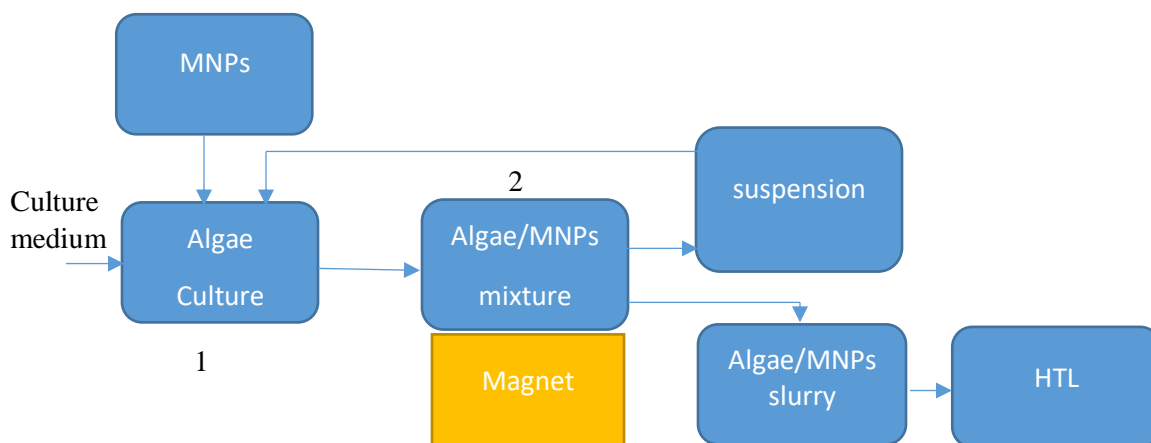 MNPs
2
suspension
Culture
medium
Algae
Culture
Algae/MNPs
mixture
1
Magnet
Algae/MNPs
slurry
HTL